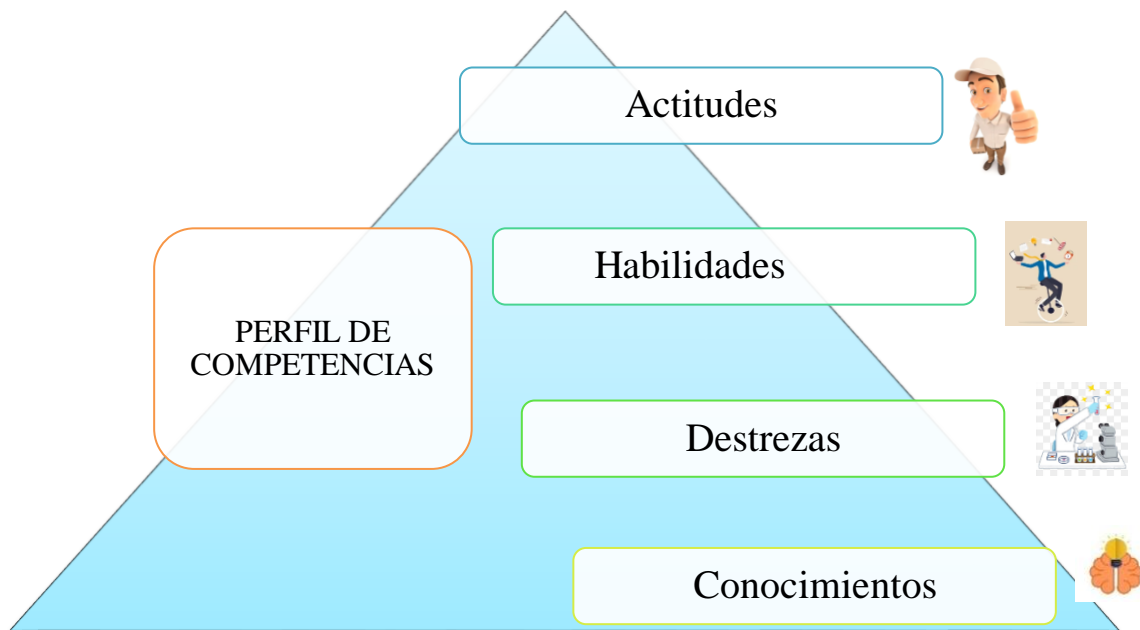 Actitudes
Habilidades
PERFIL DE
COMPETENCIAS
Destrezas
Conocimientos